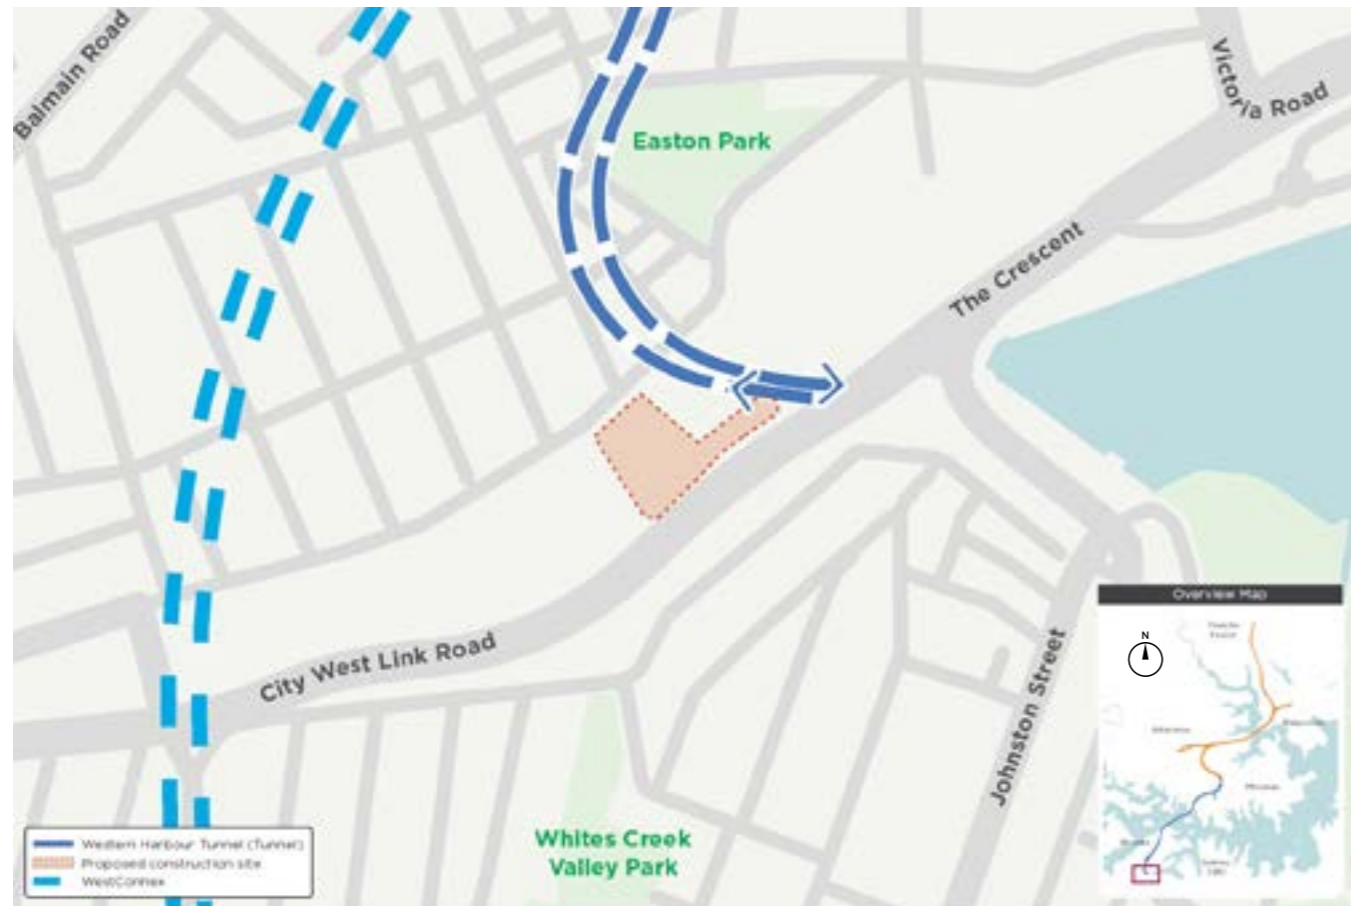 Balmain Road
Victoria Road
Easton Park
The Crescent
City West Link Road
Johnston Street
Whites Creek
Valley Park
Western Harbour Tunnel (Tunnel)
Proposed construction site
WestConnex
Overview Map
N